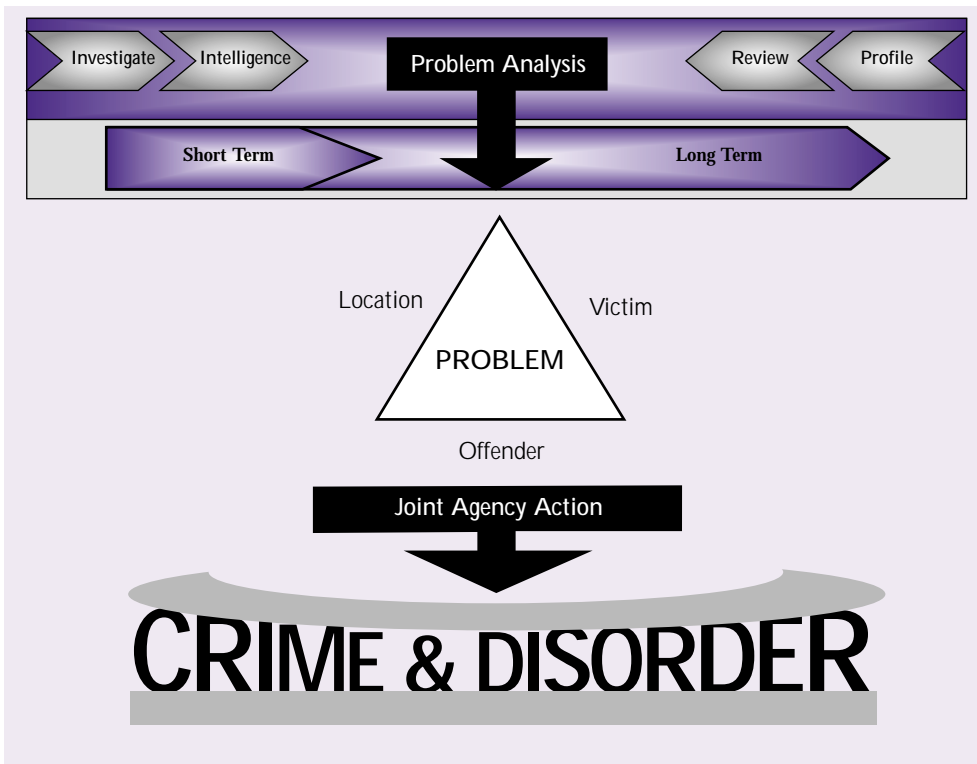 Investigate
Intelligence
Problem Analysis
Review
Profile
Short Term
Long Term
Location
Victim
PROBLEM
Offender
Joint Agency Action
CRIME & DISORDER